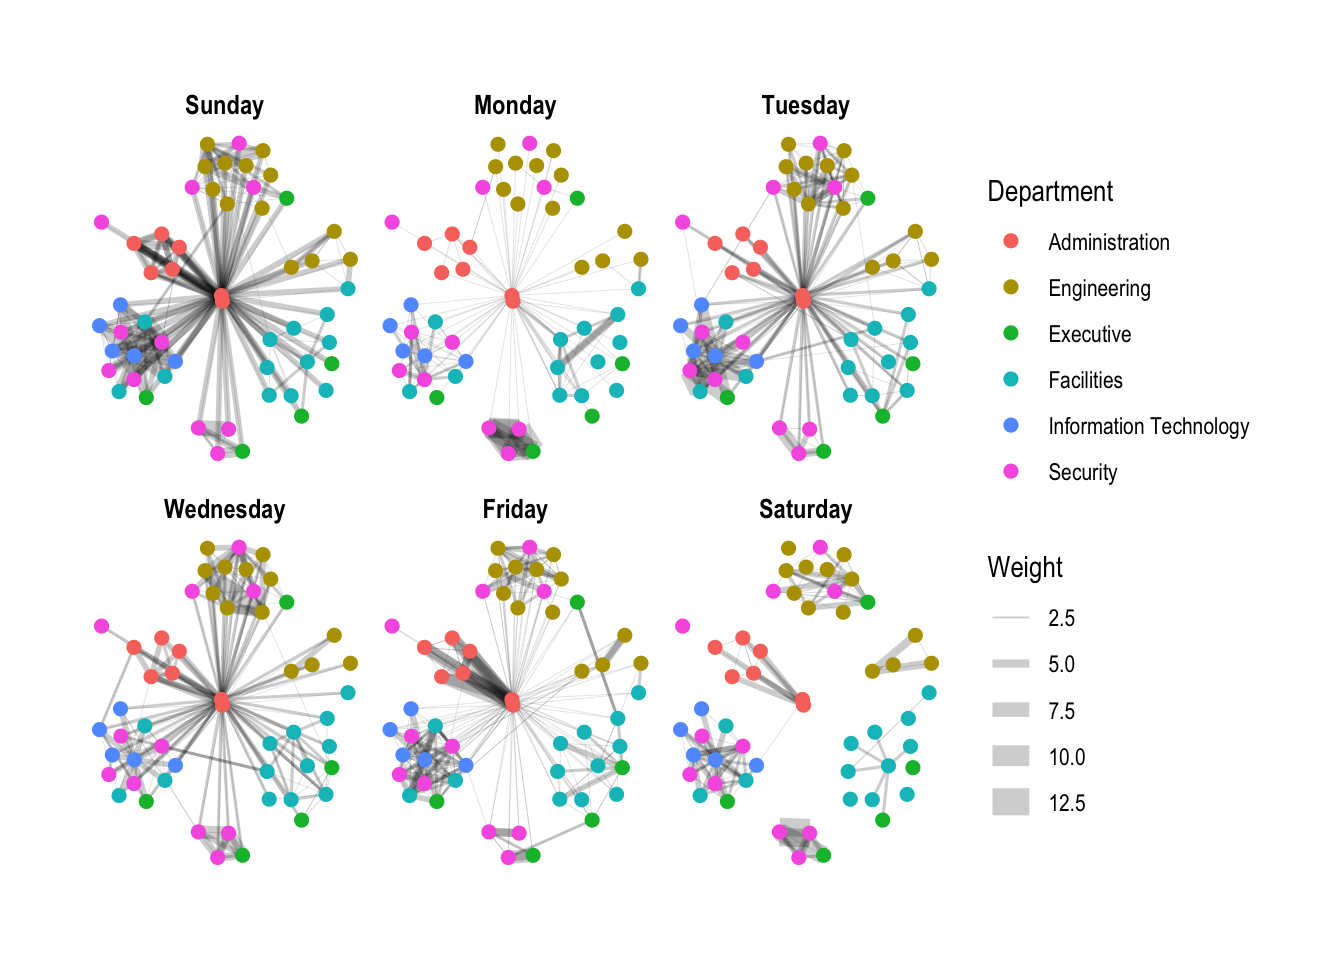 Sunday
Monday
Tuesday
Wednesday
Friday
Saturday
Department
Administration
Engineering
Executive
Facilities
Information Technology
Security
Weight
2.5
5.0
7.5
10.0
12.5